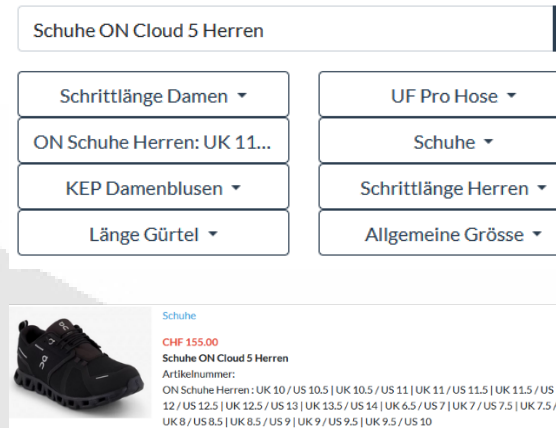 Schuhe ON Cloud 5 Herren
Schrittlänge Damen
UF Pro Hose
ON Schuhe Herren: UK 11...
Schuhe
KEP Damenblusen
Schrittlänge Herren
Länge Gürtel
Allgemeine Grösse
Schuhe
CHF 155.00
Schuhe ON Cloud 5 Herren
Artikelnummer:
ON Schuhe Herren : UK 10 / US 10.5 | UK 10.5 / US 11 | UK 11 / US 11.5 | UK 11.5 / US
12 / US 12.5 | UK 12.5 / US 13 | UK 13.5 / US 14 | UK 6.5 / US 7 | UK 7 / US 7.5 | UK 7.5 /
UK 8 / US 8.5 | UK 8.5 / US 9 | UK 9 / US 9.5 | UK 9.5 / US 10